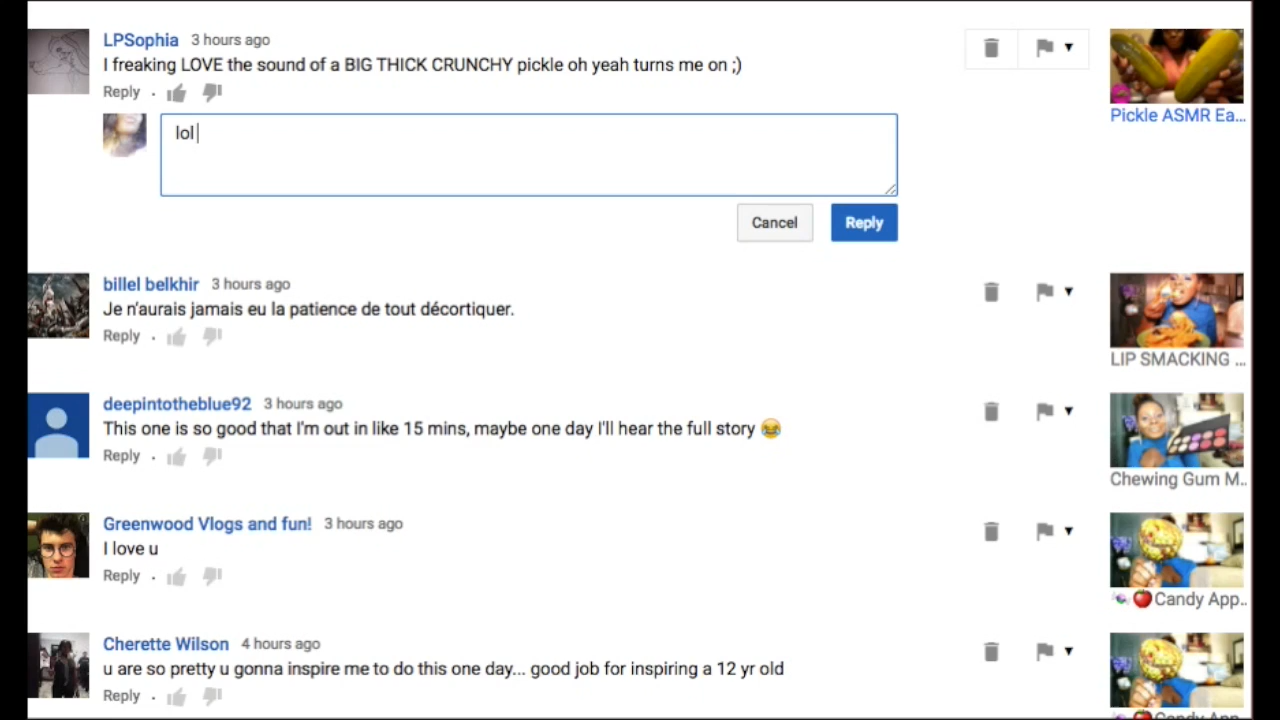 LPSophia 3 hours ago
I freaking LOVE the sound of a BIG THICK CRUNCHY pickle oh yeah turns me on ;)
Reply .
Pickle ASMR Ea...
lol
Cancel Reply
billel belkhir 3 hours ago
Je n'aurais jamais eu la patience de tout décortiquer.
Reply .
LIP SMACKING ...
deepintotheblue92 3 hours ago
This one is so good that I'm out in like 15 mins, maybe one day I'll hear the full story 😂
Reply .
Chewing Gum M..
Greenwood Vlogs and fun! 3 hours ago
I love u
Reply .
🍬🍎Candy App..
Cherette Wilson 4 hours ago
u are so pretty u gonna inspire me to do this one day... good job for inspiring a 12 yr old
Reply .
Candy App..